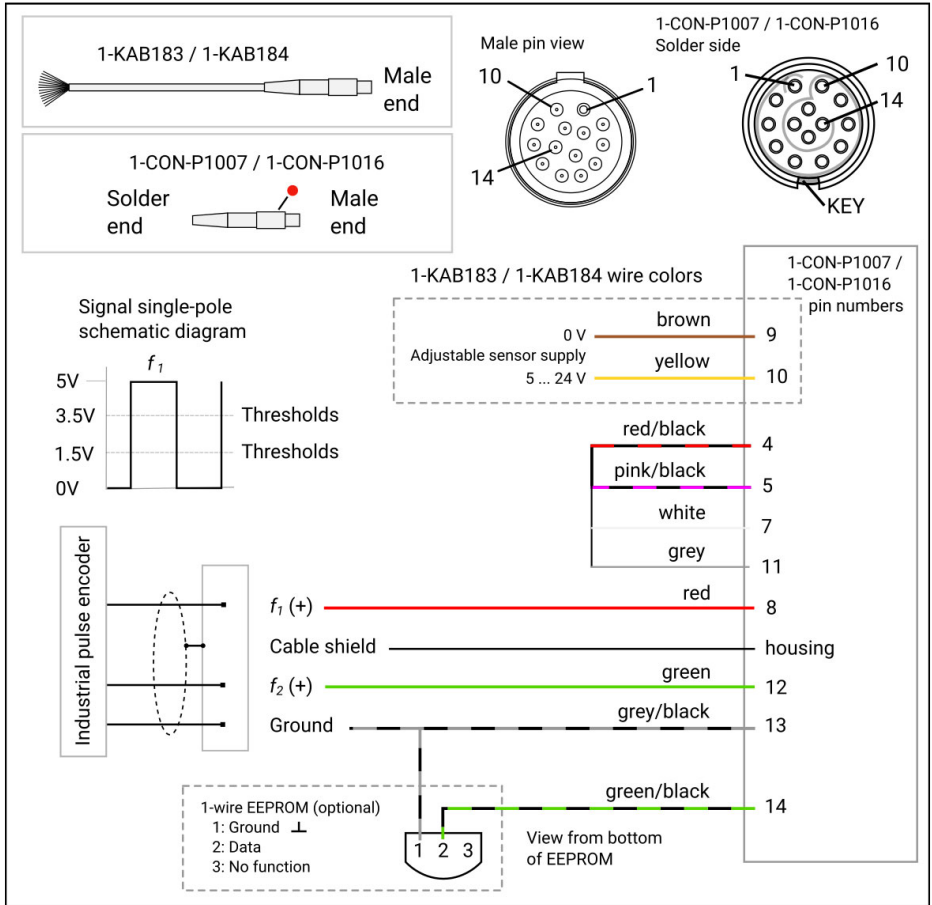 1-KAB183 / 1-KAB184
Male
end
1-CON-P1007 / 1-CON-P1016
Solder
end
Male
end
Male pin view
10
1
14
1-CON-P1007 / 1-CON-P1016
Solder side
1
10
14
KEY
Signal single-pole
schematic diagram
f1
5V
3.5V
Thresholds
1.5V
Thresholds
0V
1-KAB183 / 1-KAB184 wire colors
1-CON-P1007 /
1-CON-P1016
pin numbers
0 V
brown
9
Adjustable sensor supply
5 ... 24 V
yellow
10
red/black
4
pink/black
5
white
7
grey
11
Industrial pulse encoder
f1 (+)
red
8
Cable shield
housing
f2 (+)
green
12
Ground
grey/black
13
green/black
14
1-wire EEPROM (optional)
1: Ground ⊥
2: Data
3: No function
1 2 3
View from bottom
of EEPROM